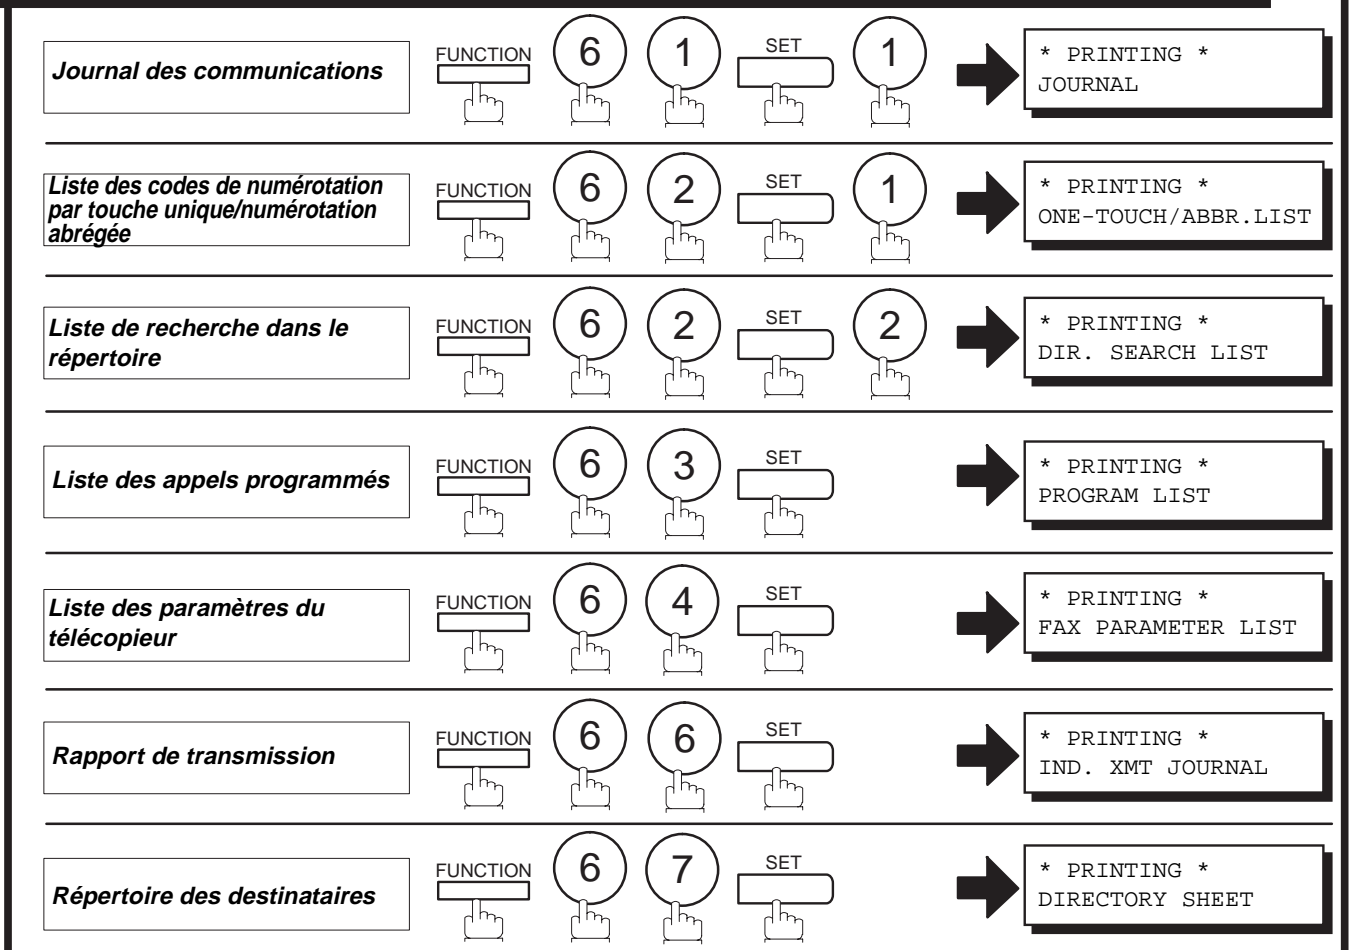 Journal des communications
FUNCTION 6 1 SET 1
* PRINTING *
JOURNAL
Liste des codes de numérotation
par touche unique/numérotation
abrégée
FUNCTION 6 2 SET 1
* PRINTING *
ONE-TOUCH/ABBR.LIST
Liste de recherche dans le
répertoire
FUNCTION 6 2 SET 2
* PRINTING *
DIR. SEARCH LIST
Liste des appels programmés
FUNCTION 6 3 SET
* PRINTING *
PROGRAM LIST
Liste des paramètres du
télécopieur
FUNCTION 6 4 SET
* PRINTING *
FAX PARAMETER LIST
Rapport de transmission
FUNCTION 6 6 SET
* PRINTING *
IND. XMT JOURNAL
Répertoire des destinataires
FUNCTION 6 7 SET
* PRINTING *
DIRECTORY SHEET